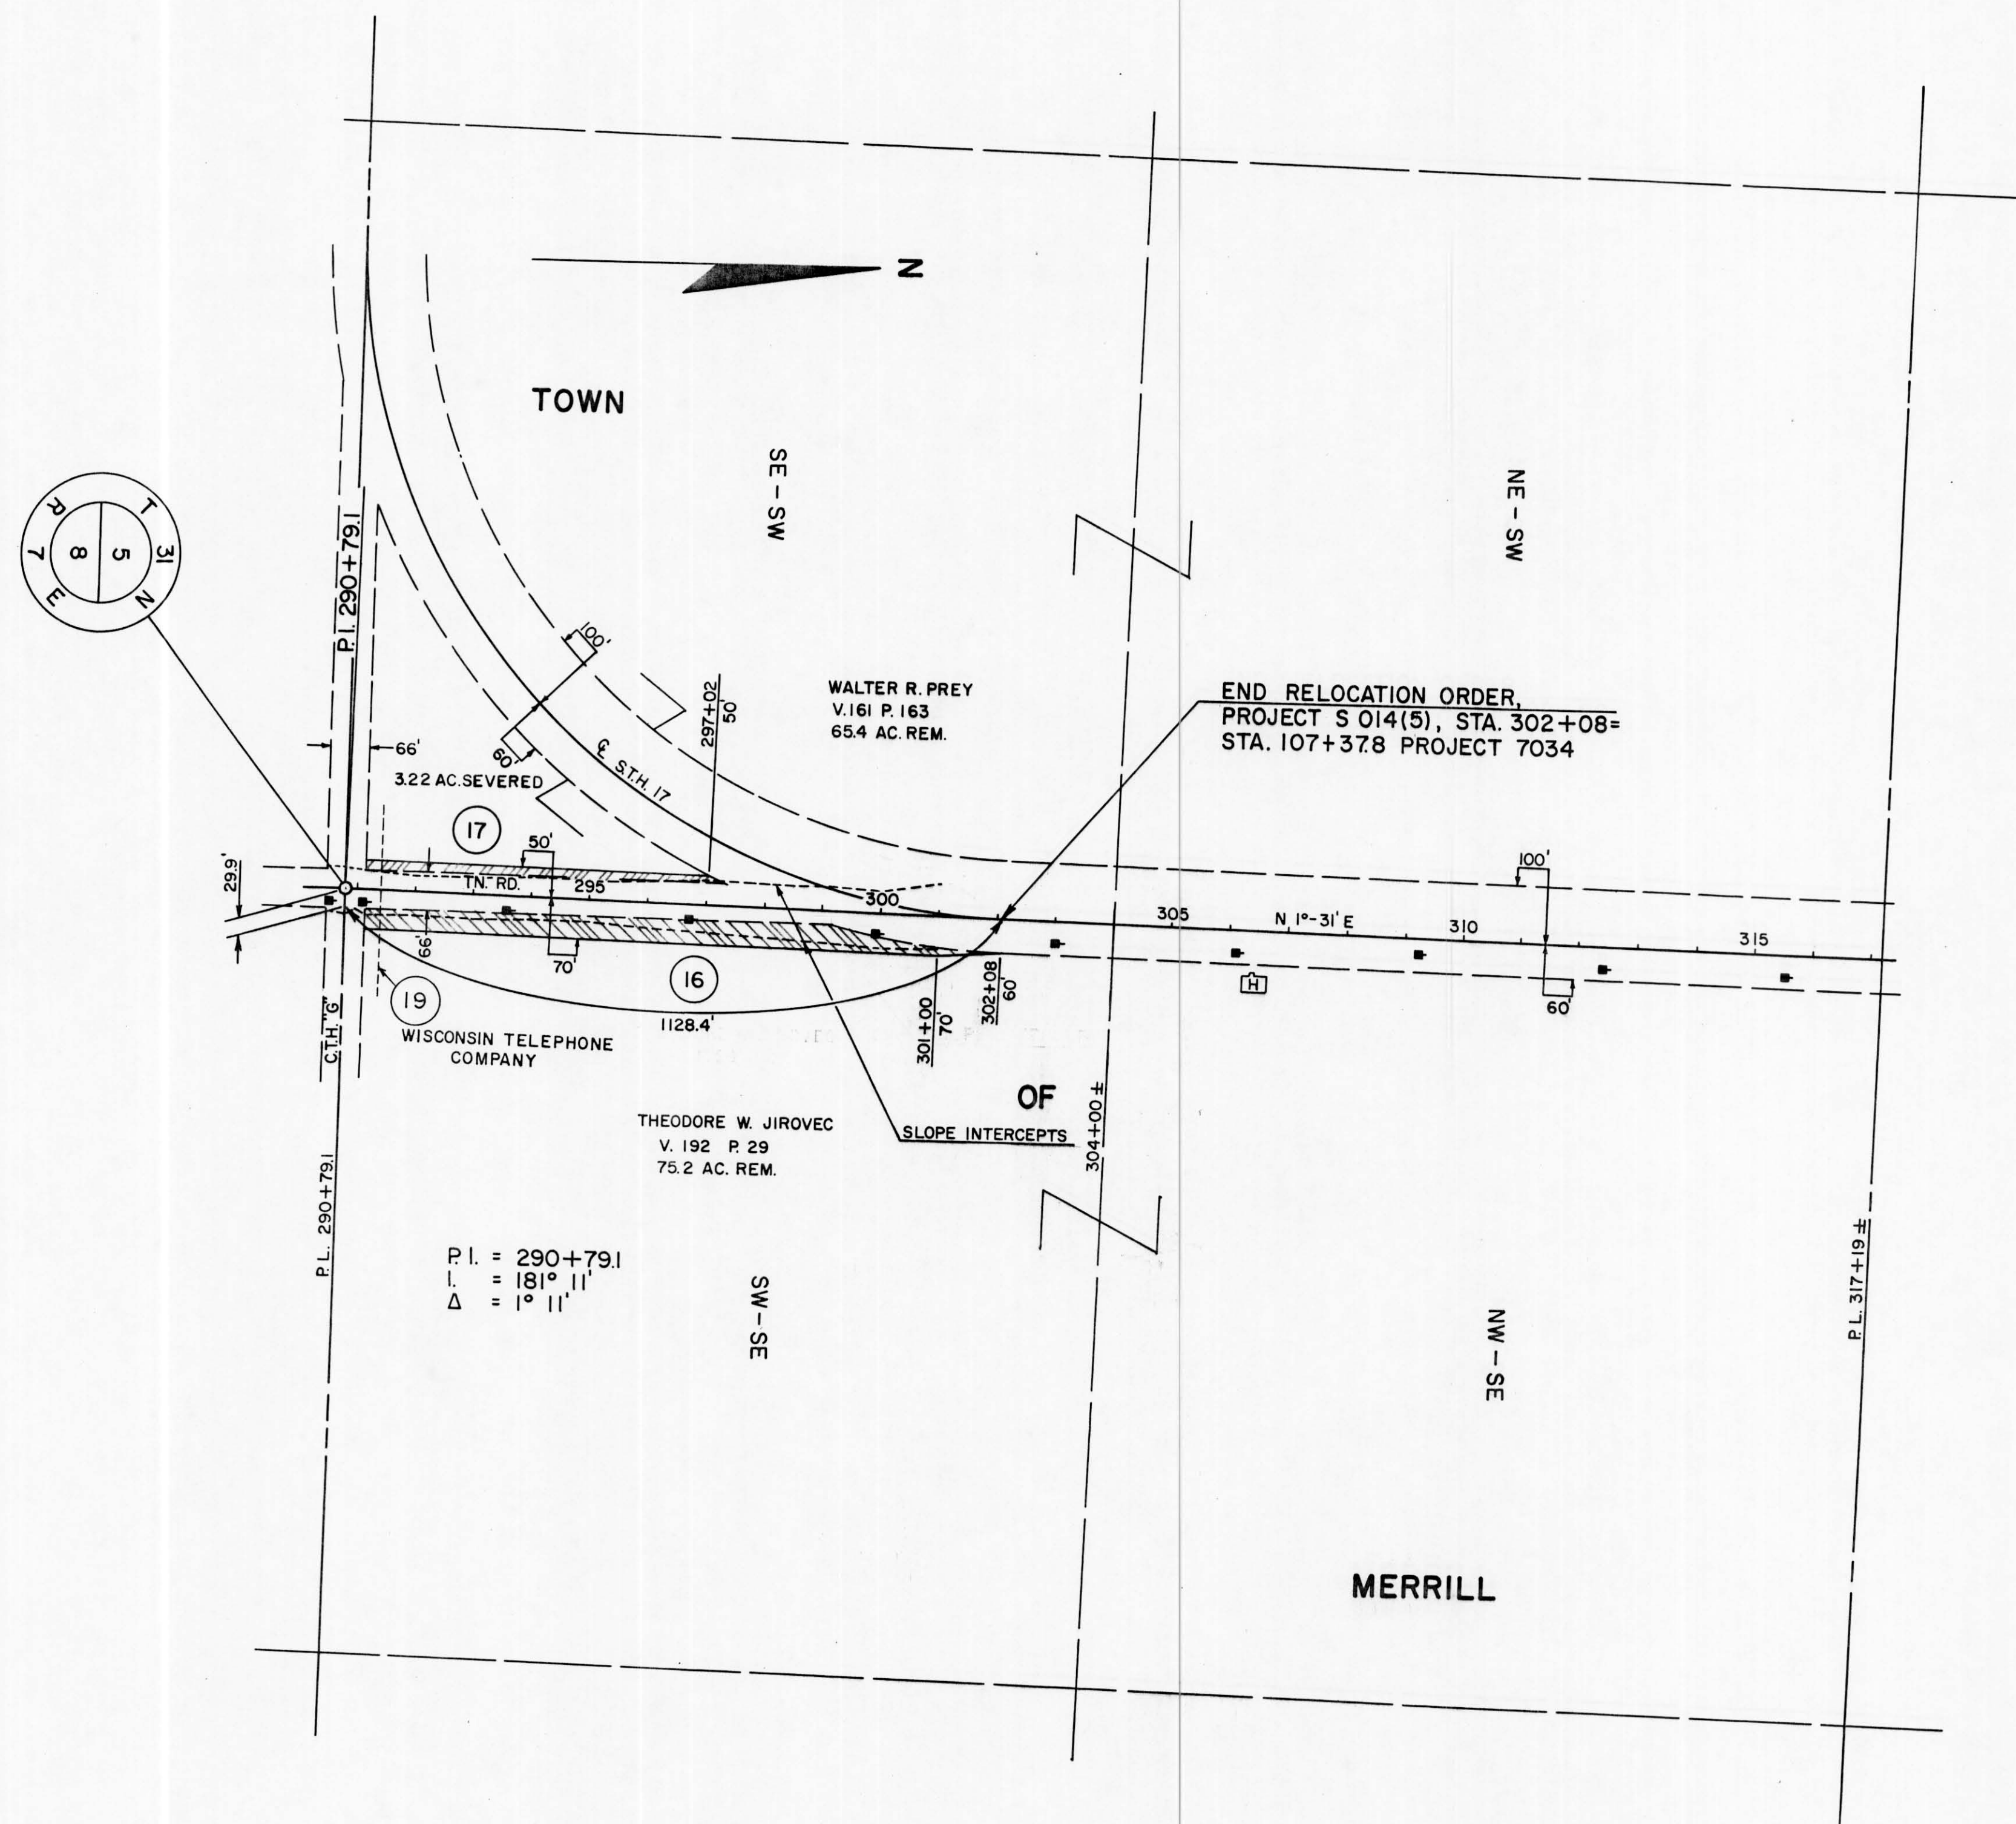 N
TOWN
SE-SW
NE-SW
T 31 N
R 7 E
5
8
P.I. 290+79.1
100'
60'
297+02
50'
WALTER R. PREY
V.161 P. 163
65.4 AC. REM.
END RELOCATION ORDER,
PROJECT S 014(5), STA. 302+08=
STA. 107+37.8 PROJECT 7034
66'
3.22 AC. SEVERED
℄ S.T.H. 17
17
50'
29.9'
TN. RD.
295
300
305
N 1°-31' E
310
315
100'
60'
66'
70'
16
19
1128.4'
301+00
70'
302+08
60'
H
C.T.H. "G"
WISCONSIN TELEPHONE
COMPANY
OF
SLOPE INTERCEPTS
304+00±
THEODORE W. JIROVEC
V. 192 P. 29
75.2 AC. REM.
P.L. 290+79.1
P.L. 317+19±
P.I. = 290+79.1
I. = 181° 11'
Δ = 1° 11'
SW-SE
NW-SE
MERRILL